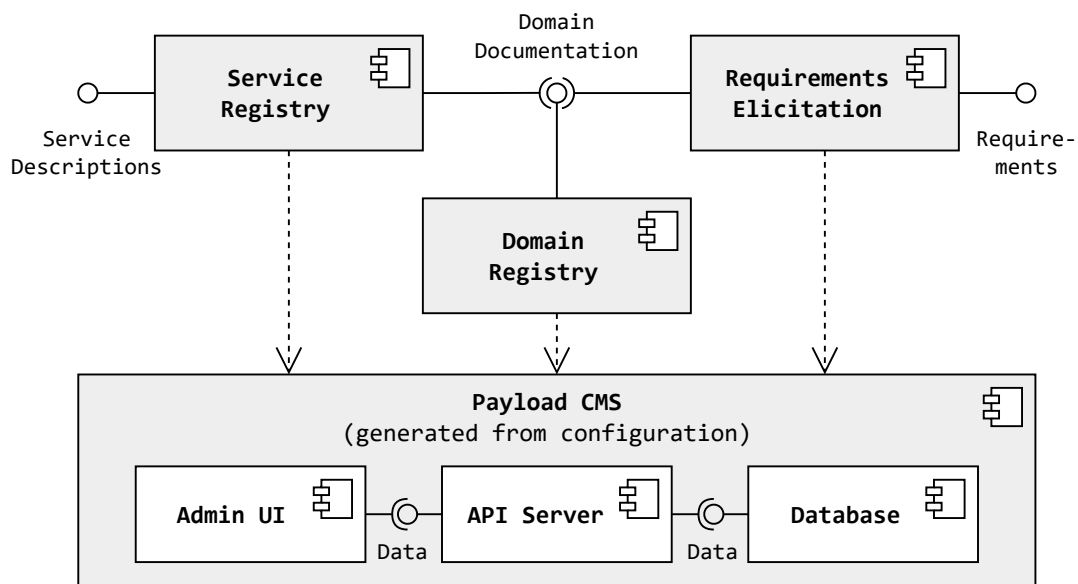 Domain
Documentation
Service
Registry
Requirements
Elicitation
Service
Descriptions
Require-
ments
Domain
Registry
Payload CMS
(generated from configuration)
Admin UI
API Server
Database
Data
Data